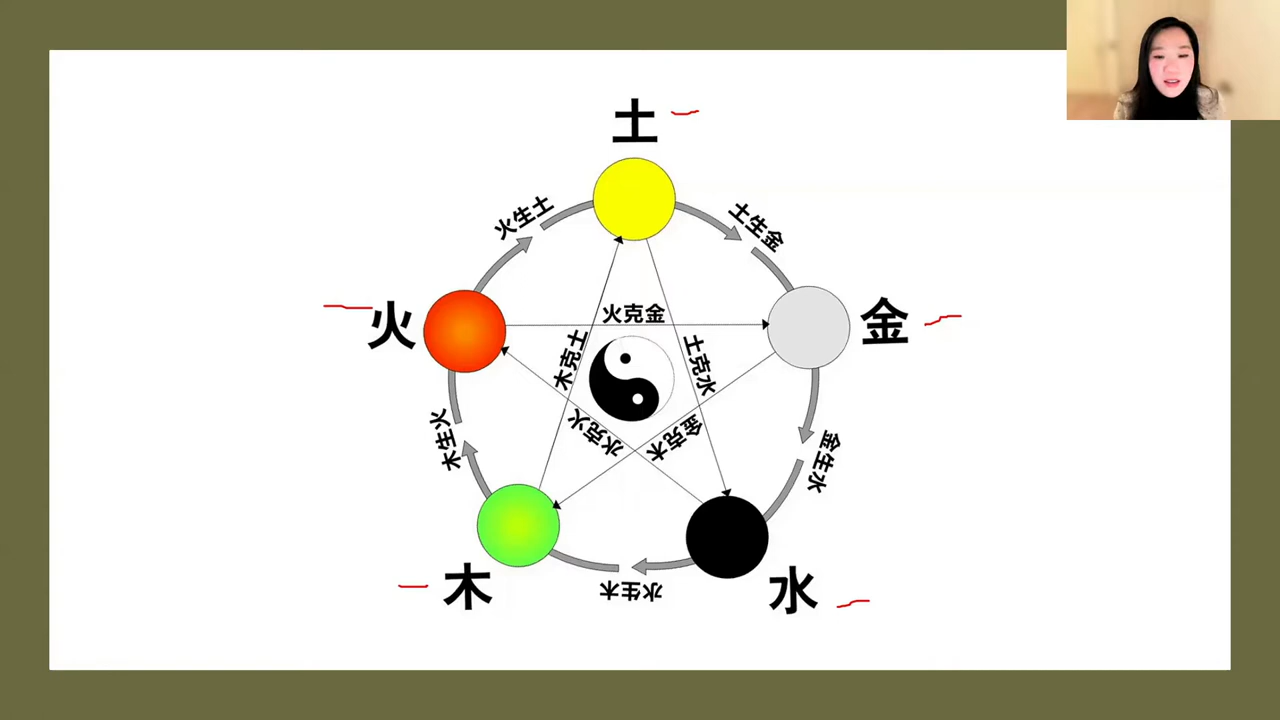 土
火生土
土生金
火
火克金
金
木克土
土克水
木生火
水克火
金克木
金生水
木
水生木
水